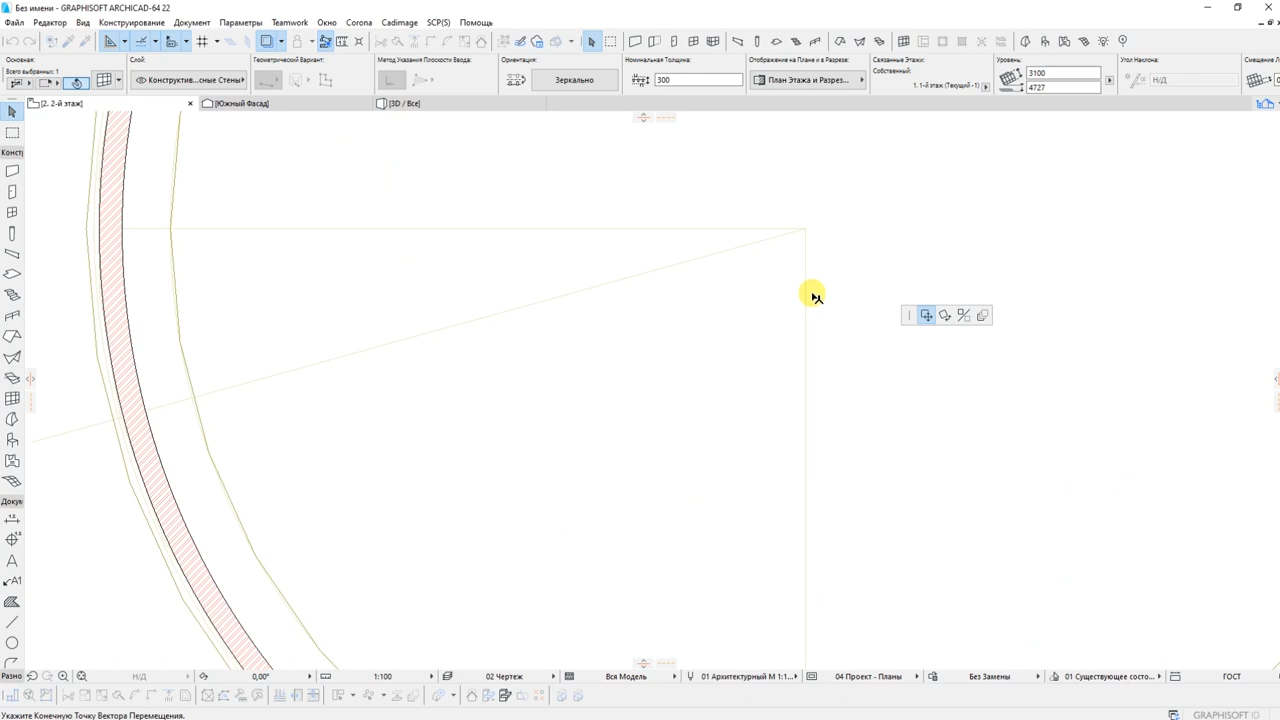 Без имени - GRAPHISOFT ARCHICAD-64 22
Файл Редактор Вид Конструирование Документ Параметры Teamwork Окно Corona Cadimage SCP(S) Помощь
Основная: Слой: Геометрический Вариант: Метод Указания Плоскости Ввода: Ориентация: Номинальная Толщина: Отображение на Плане и в Разрезе: Связанные Этажи: Уровень: Угол Наклона:
Всего выбранных: 1 Конструктив...сные Стены Зеркально 300 План Этажа и Разрез... Собственный: 3100 Н/Д
1. 1-й этаж (Текущий -1) 4727
[2. 2-й этаж] [Южный Фасад] [3D / Все]
Конст
Докум
1.2
A
A1
Разно Н/Д 0,00° 1:100 02 Чертеж Вся Модель 01 Архитектурный М 1:1... 04 Проект - Планы Без Замены 01 Существующее состо... ГОСТ
Укажите Конечную Точку Вектора Перемещения. GRAPHISOFT ID